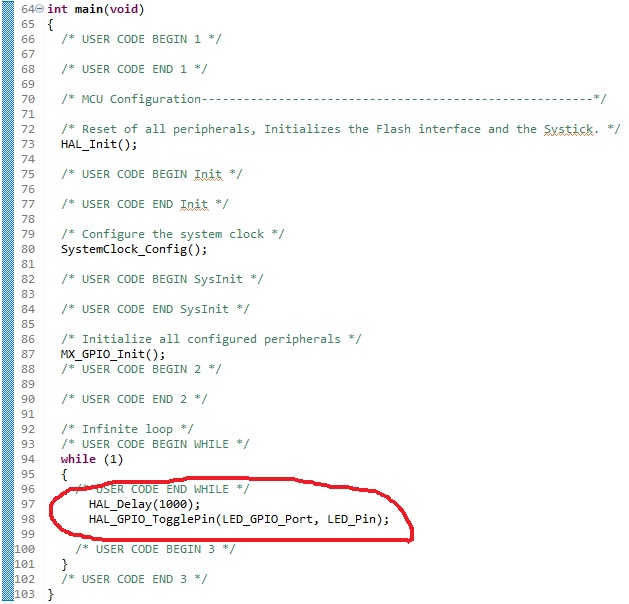 64 int main(void)
65 {
66 /* USER CODE BEGIN 1 */
67
68 /* USER CODE END 1 */
69
70 /* MCU Configuration--------------------------------------------------------*/
71
72 /* Reset of all peripherals, Initializes the Flash interface and the Systick. */
73 HAL_Init();
74
75 /* USER CODE BEGIN Init */
76
77 /* USER CODE END Init */
78
79 /* Configure the system clock */
80 SystemClock_Config();
81
82 /* USER CODE BEGIN SysInit */
83
84 /* USER CODE END SysInit */
85
86 /* Initialize all configured peripherals */
87 MX_GPIO_Init();
88 /* USER CODE BEGIN 2 */
89
90 /* USER CODE END 2 */
91
92 /* Infinite loop */
93 /* USER CODE BEGIN WHILE */
94 while (1)
95 {
96 /* USER CODE END WHILE */
97 HAL_Delay(1000);
98 HAL_GPIO_TogglePin(LED_GPIO_Port, LED_Pin);
99
100 /* USER CODE BEGIN 3 */
101 }
102 /* USER CODE END 3 */
103 }